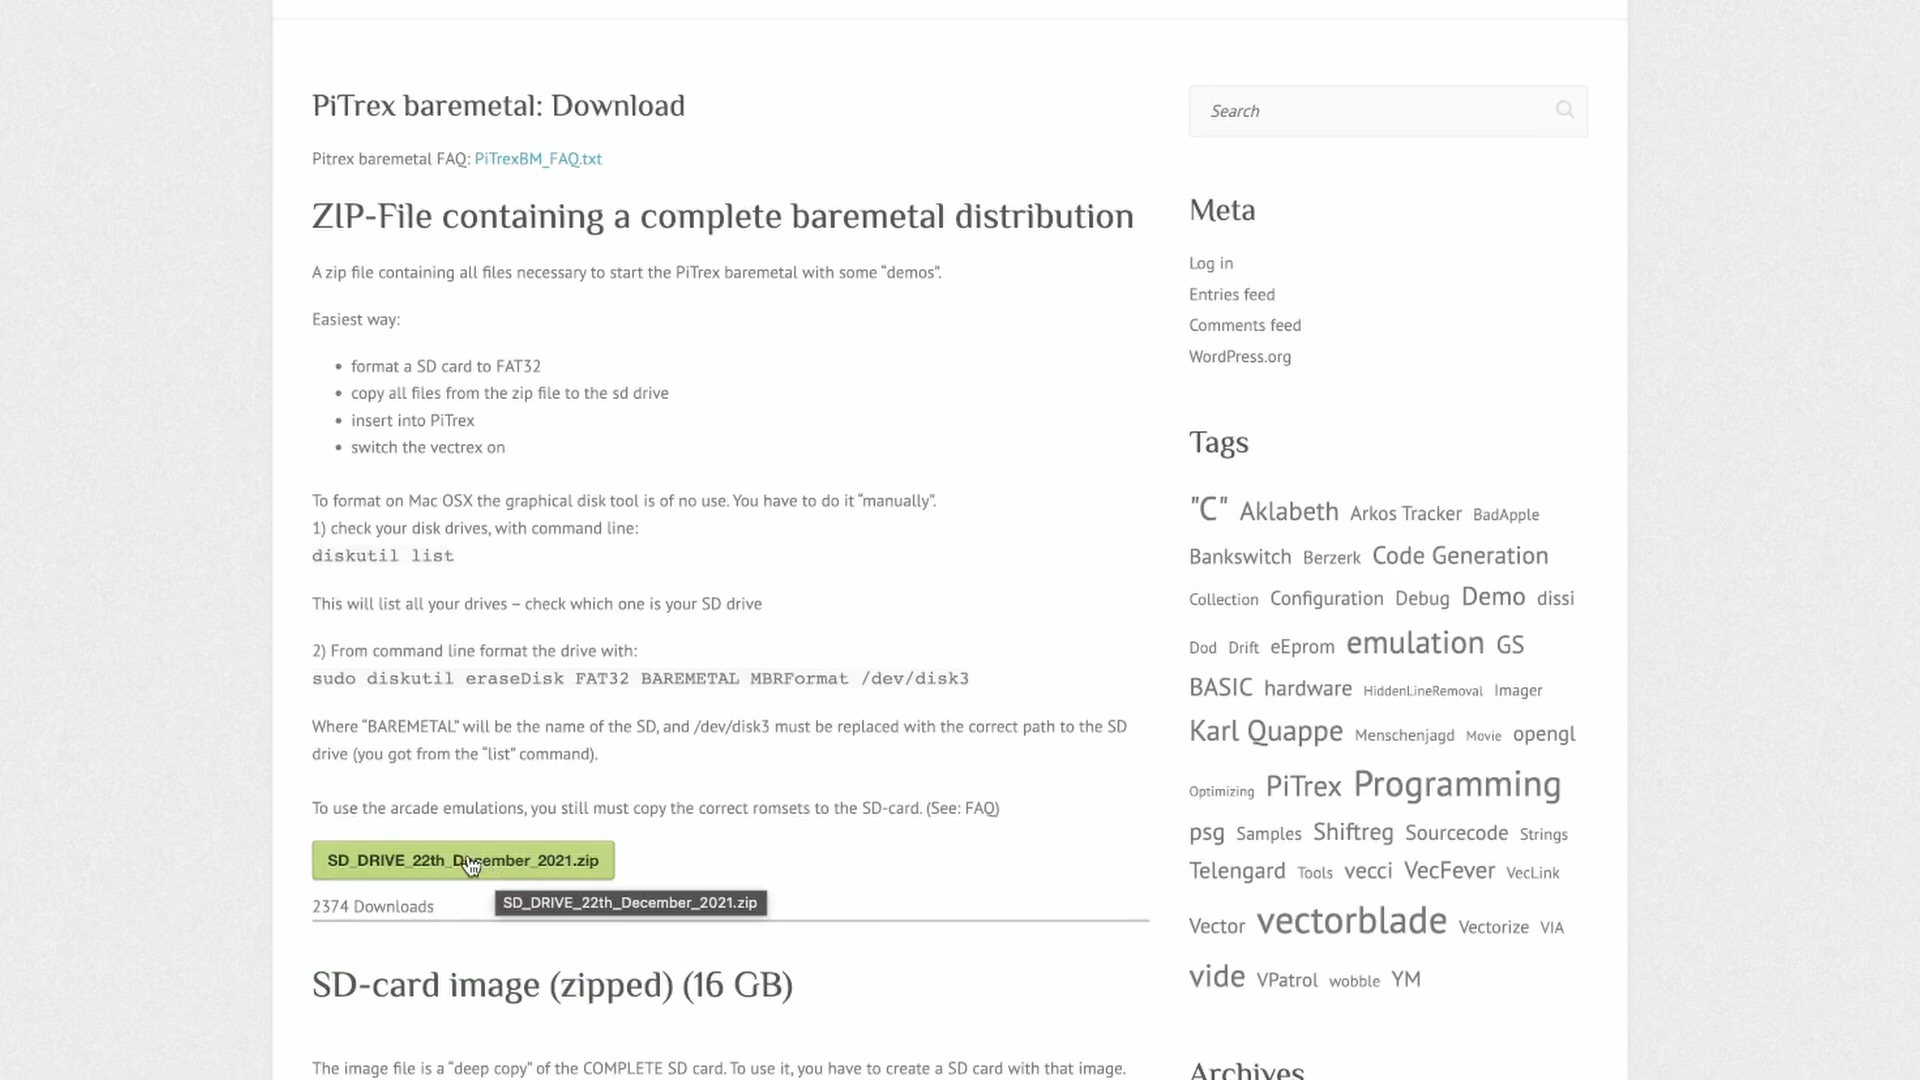 PiTrex baremetal: Download
Pitrex baremetal FAQ: PiTrexBM_FAQ.txt
ZIP-File containing a complete baremetal distribution
A zip file containing all files necessary to start the PiTrex baremetal with some “demos”.
Easiest way:
• format a SD card to FAT32
• copy all files from the zip file to the sd drive
• insert into PiTrex
• switch the vectrex on
To format on Mac OSX the graphical disk tool is of no use. You have to do it “manually”.
1) check your disk drives, with command line:
diskutil list
This will list all your drives – check which one is your SD drive
2) From command line format the drive with:
sudo diskutil eraseDisk FAT32 BAREMETAL MBRFormat /dev/disk3
Where “BAREMETAL” will be the name of the SD, and /dev/disk3 must be replaced with the correct path to the SD
drive (you got from the “list” command).
To use the arcade emulations, you still must copy the correct romsets to the SD-card. (See: FAQ)
SD_DRIVE_22th_December_2021.zip
SD_DRIVE_22th_December_2021.zip
2374 Downloads
SD-card image (zipped) (16 GB)
The image file is a “deep copy” of the COMPLETE SD card. To use it, you have to create a SD card with that image.
Search
Meta
Log in
Entries feed
Comments feed
WordPress.org
Tags
"C" Aklabeth Arkos Tracker BadApple
Bankswitch Berzerk Code Generation
Collection Configuration Debug Demo dissi
Dod Drift eEprom emulation GS
BASIC hardware HiddenLineRemoval Imager
Karl Quappe Menschenjagd Movie opengl
Optimizing PiTrex Programming
psg Samples Shiftreg Sourcecode Strings
Telengard Tools vecci VecFever VecLink
Vector vectorblade Vectorize VIA
vide VPatrol wobble YM
Archives